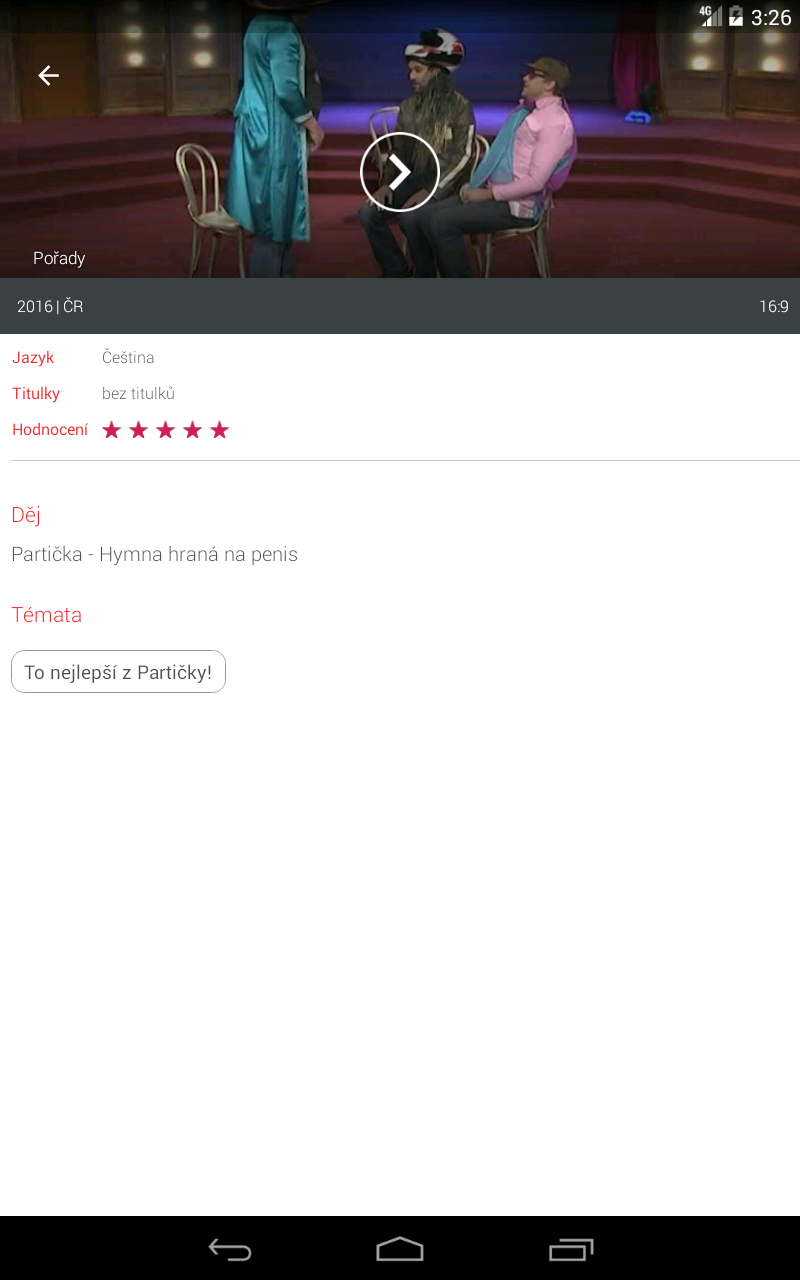 4G 3:26
Pořady
2016 | ČR 16:9
Jazyk Čeština
Titulky bez titulků
Hodnocení
Děj
Partička - Hymna hraná na penis
Témata
To nejlepší z Partičky!